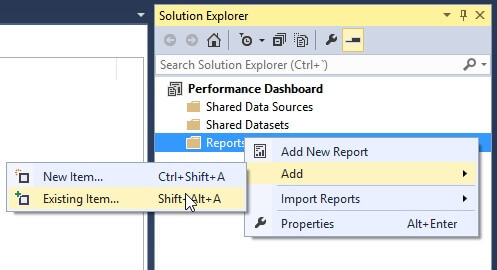 Solution Explorer
Search Solution Explorer (Ctrl+`)
Performance Dashboard
Shared Data Sources
Shared Datasets
Reports
Add New Report
Add
Import Reports
Properties Alt+Enter
New Item... Ctrl+Shift+A
Existing Item... Shift+Alt+A